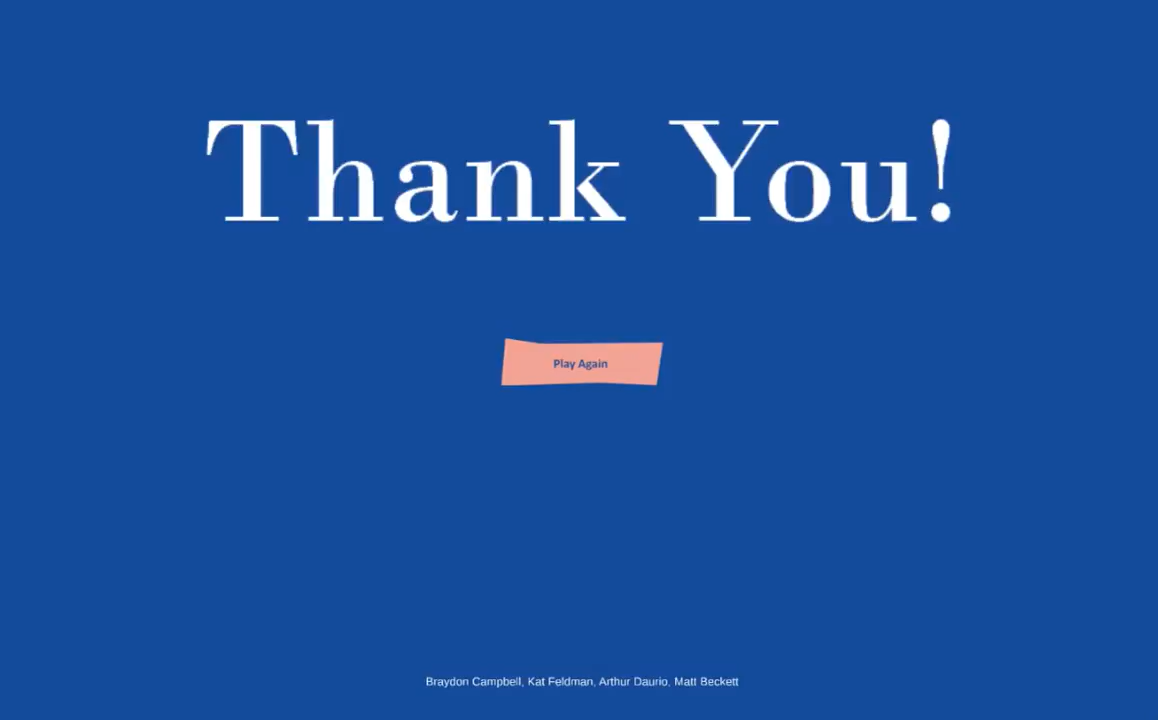 Thank You!
Play Again
Braydon Campbell, Kat Feldman, Arthur Daurio, Matt Beckett